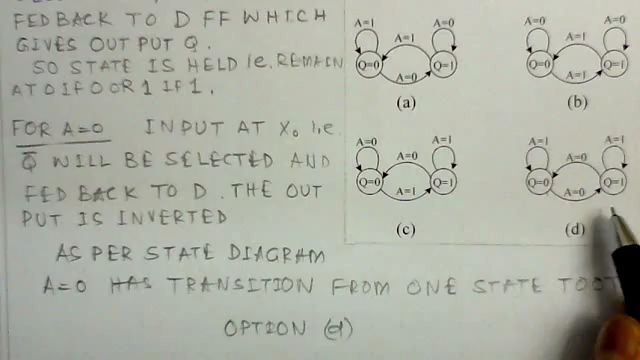 FEDBACK TO D FF WHICH
GIVES OUT PUT Q.
SO STATE IS HELD i.e. REMAIN
AT 0 IF 0 OR 1 IF 1.
FOR A=0 INPUT AT X₀ i.e.
Q̅ WILL BE SELECTED AND
FED BACK TO D. THE OUT
PUT IS INVERTED
AS PER STATE DIAGRAM
A=0 HAS TRANSITION FROM ONE STATE TO OT
OPTION (d)
A=1 A=0
A=1
Q=0 Q=1
A=0
(a)
A=0 A=0
A=1
Q=0 Q=1
A=1
(b)
A=0 A=1
A=0
Q=0 Q=1
A=1
(c)
A=1 A=1
A=0
Q=0 Q=1
A=0
(d)